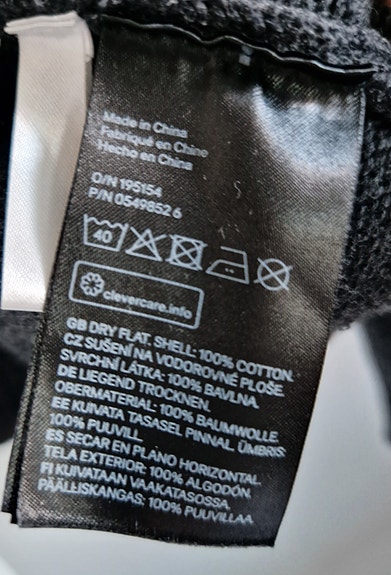 Made in China
Fabriqué en Chine
Hecho en China
O/N 195154
P/N 0549852 6
40
clevercare.info
GB DRY FLAT. SHELL: 100% COTTON.
CZ SUŠENÍ NA VODOROVNÉ PLOŠE.
SVRCHNÍ LÁTKA: 100% BAVLNA.
DE LIEGEND TROCKNEN.
OBERMATERIAL: 100% BAUMWOLLE.
EE KUIVATA TASASEL PINNAL. ÜMBRIS:
100% PUUVILL.
ES SECAR EN PLANO HORIZONTAL.
TELA EXTERIOR: 100% ALGODÓN.
FI KUIVATAAN VAAKATASOSSA.
PÄÄLLISKANGAS: 100% PUUVILLAA.